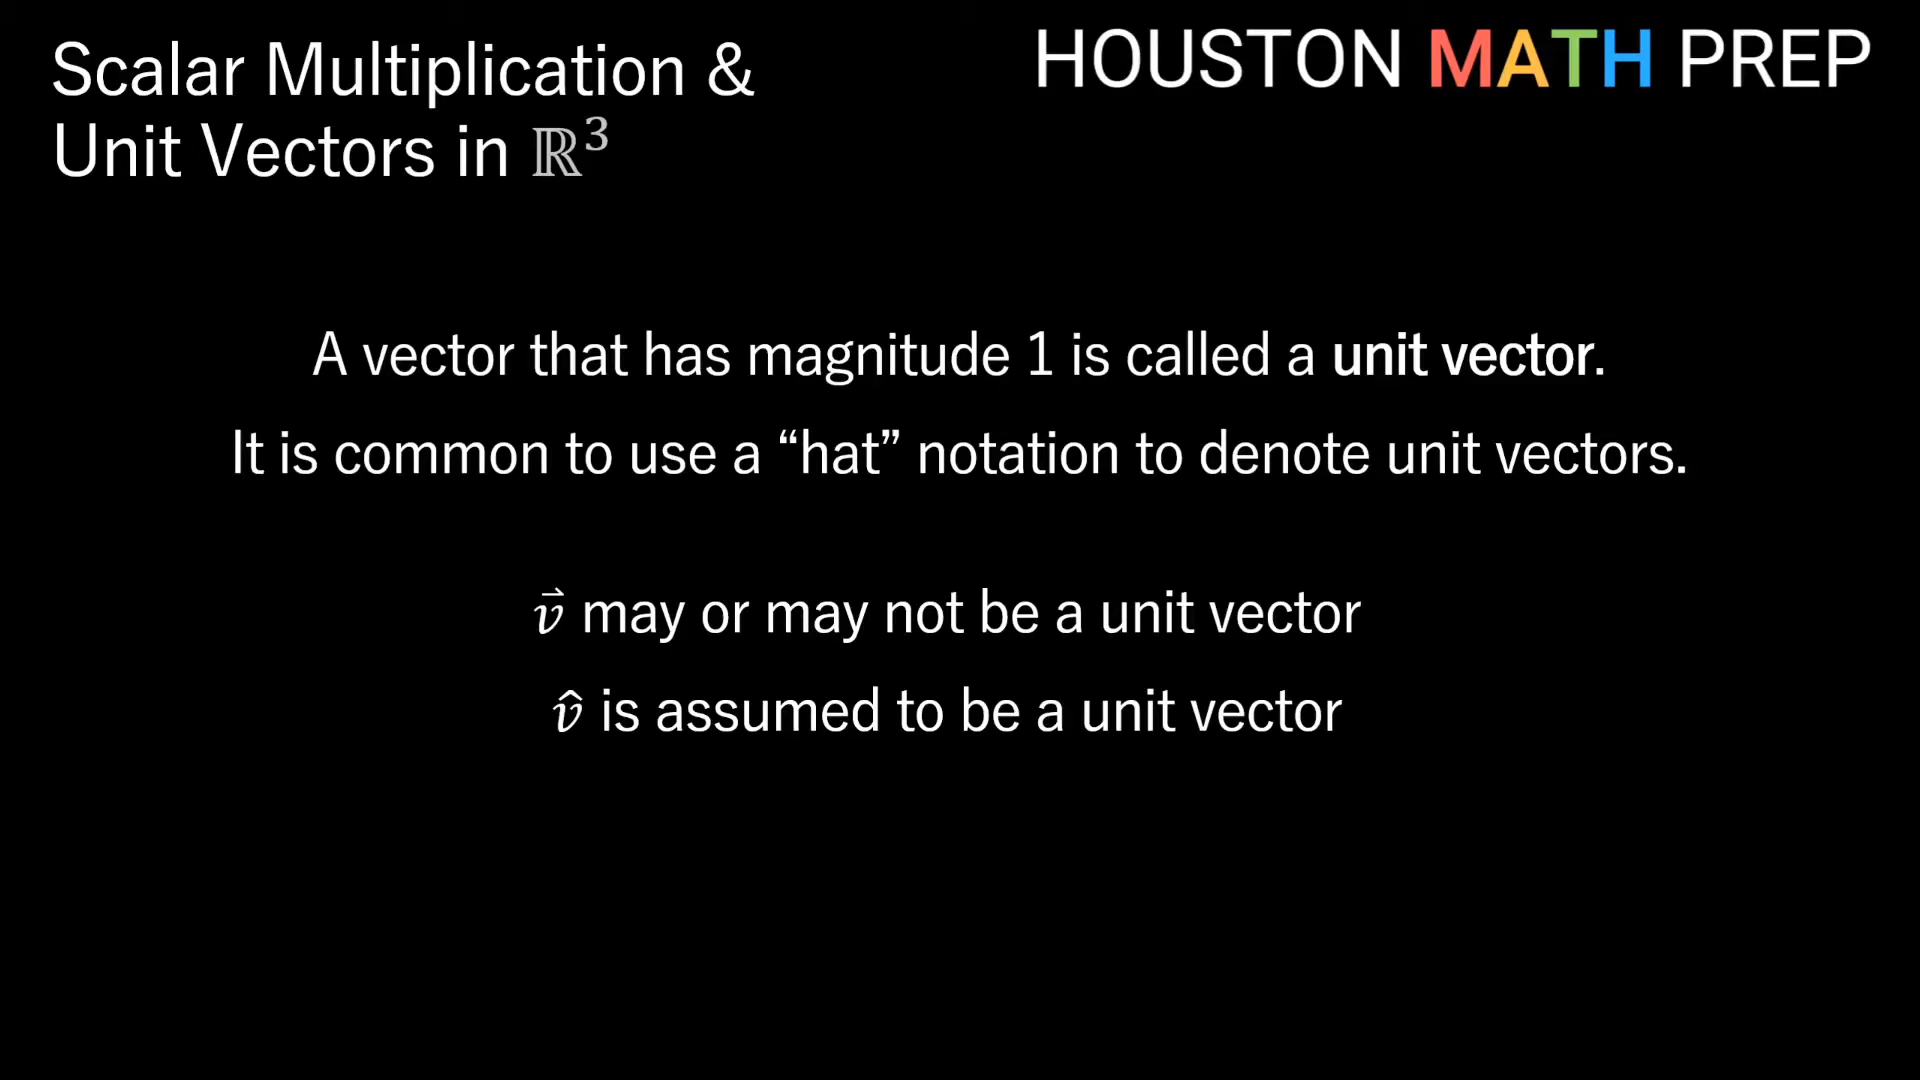 Scalar Multiplication &
Unit Vectors in ℝ³
HOUSTON MATH PREP
A vector that has magnitude 1 is called a unit vector.
It is common to use a “hat” notation to denote unit vectors.
v⃗ may or may not be a unit vector
v̂ is assumed to be a unit vector